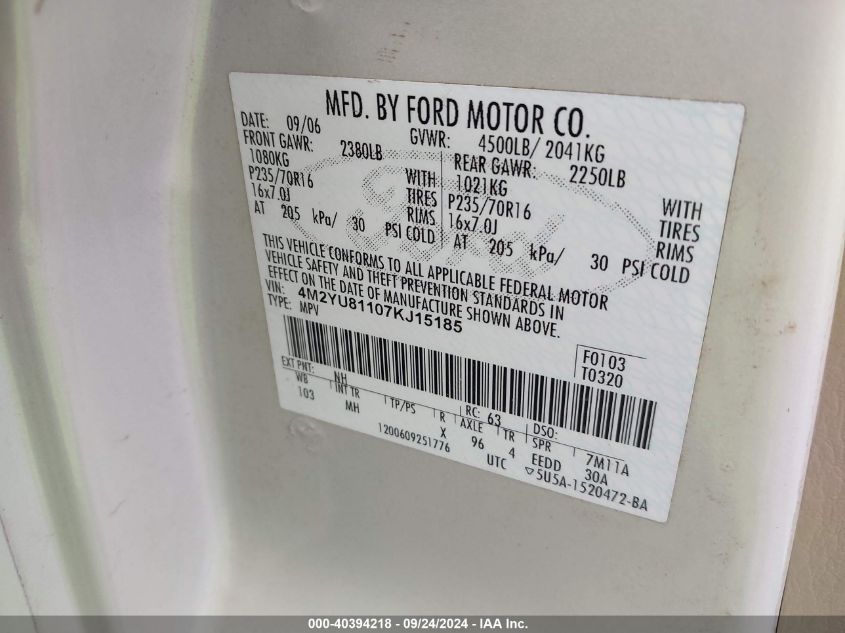 MFD. BY FORD MOTOR CO.
DATE: 09/06 GVWR: 4500LB/ 2041KG
FRONT GAWR: 2380LB REAR GAWR: 2250LB
1080KG WITH 1021KG WITH
P235/70R16 TIRES P235/70R16 TIRES
16x7.0J RIMS 16x7.0J RIMS
AT 205 kPa/ 30 PSI COLD AT 205 kPa/ 30 PSI COLD
THIS VEHICLE CONFORMS TO ALL APPLICABLE FEDERAL MOTOR
VEHICLE SAFETY AND THEFT PREVENTION STANDARDS IN
EFFECT ON THE DATE OF MANUFACTURE SHOWN ABOVE.
VIN: 4M2YU81107KJ15185
TYPE: MPV
F0103
T0320
EXT PNT: NH RC: 63 DSO:
WB INT TR TP/PS R AXLE TR SPR 7M11A
103 MH X 96 4 EEDD 30A
1200609251776 UTC ▽5U5A-1520472-BA
Ford
000-40394218 - 09/24/2024 - IAA Inc.